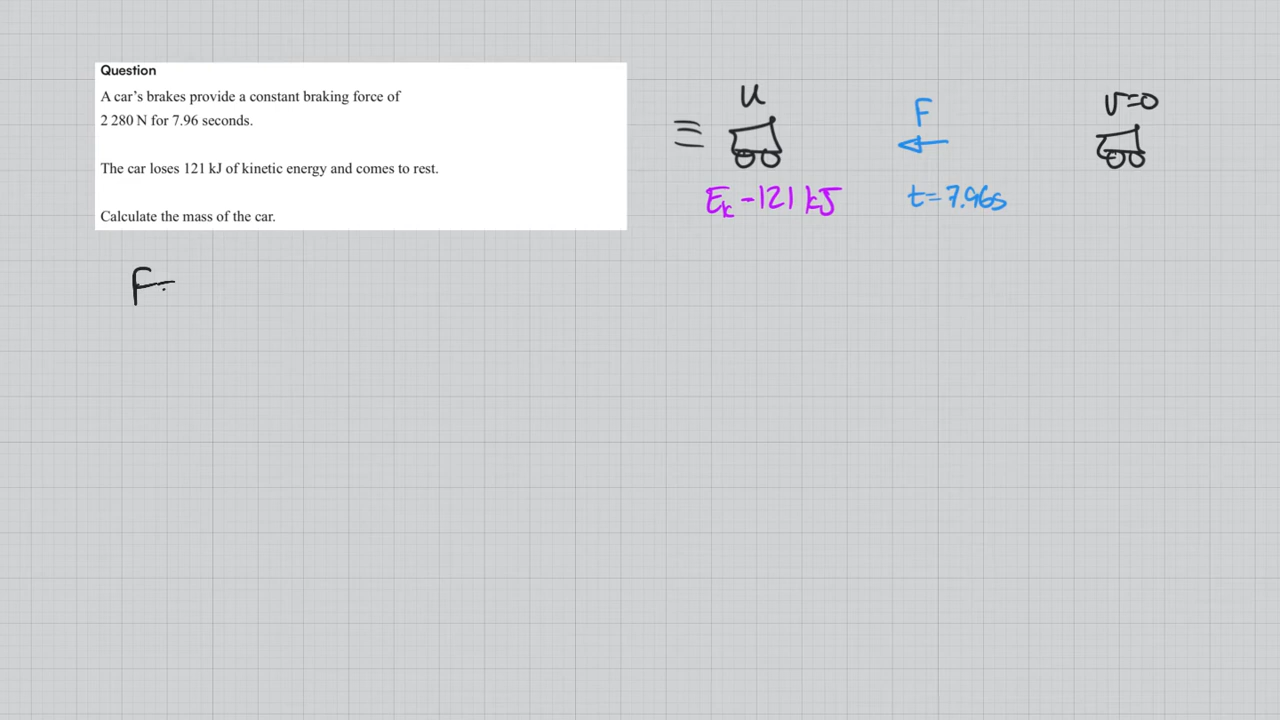 Question
A car's brakes provide a constant braking force of
2 280 N for 7.96 seconds.
The car loses 121 kJ of kinetic energy and comes to rest.
Calculate the mass of the car.
u
F
v=0
Ek - 121 kJ
t = 7.96s
F=